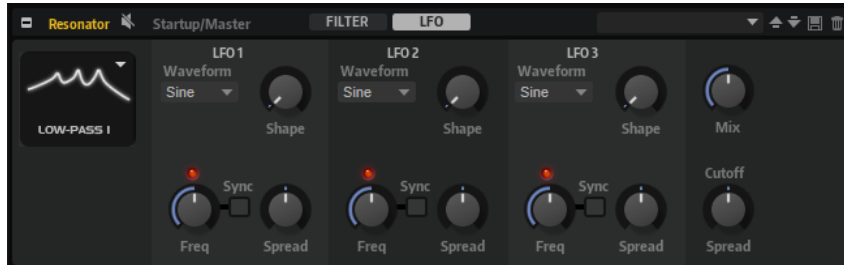 Resonator Startup/Master FILTER LFO
LFO 1 LFO 2 LFO 3
Waveform Waveform Waveform
Sine Sine Sine
LOW-PASS I Shape Shape Shape Mix
Cutoff
Sync Sync Sync
Freq Spread Freq Spread Freq Spread Spread